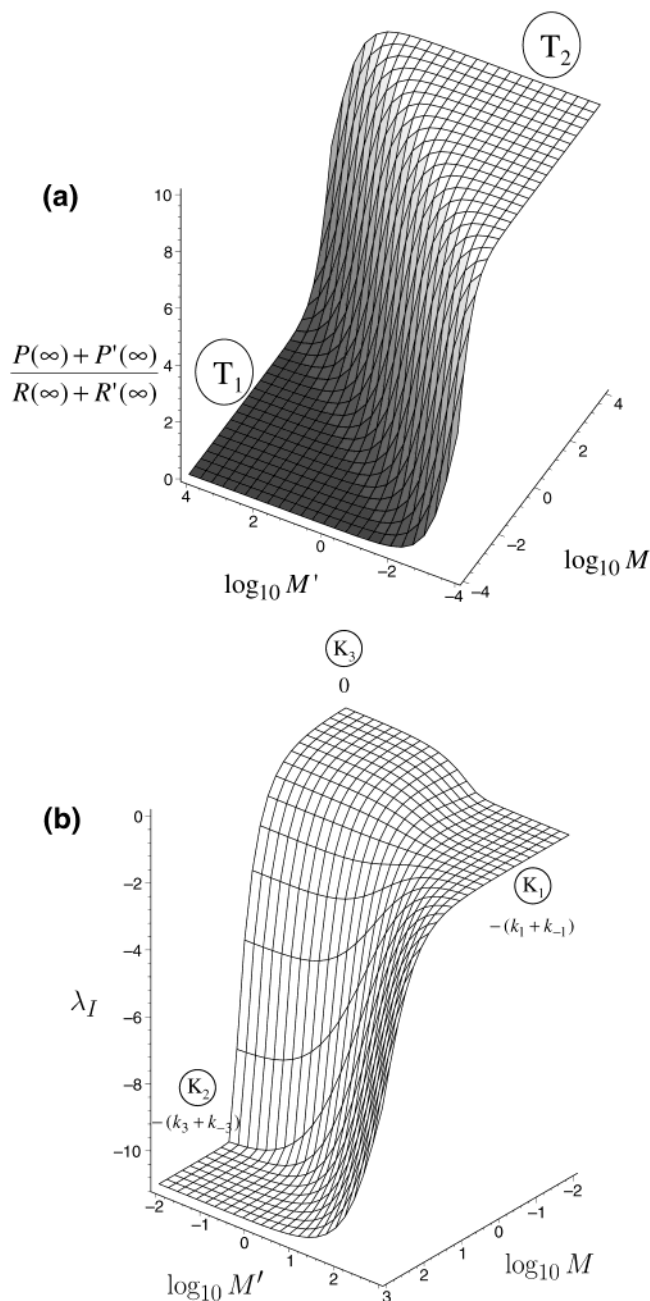 T₂
(a)
10
8
6
4
2
0
P(∞) + P'(∞)
R(∞) + R'(∞)
T₁
4
2
0
−2
−4
log₁₀ M'
−4
−2
0
2
4
log₁₀ M
K₃
0
(b)
0
−2
−4
−6
−8
−10
λ_I
K₁
−(k₁ + k₋₁)
K₂
−(k₃ + k₋₃)
−2
−1
0
1
2
3
log₁₀ M′
2
1
0
−1
−2
log₁₀ M